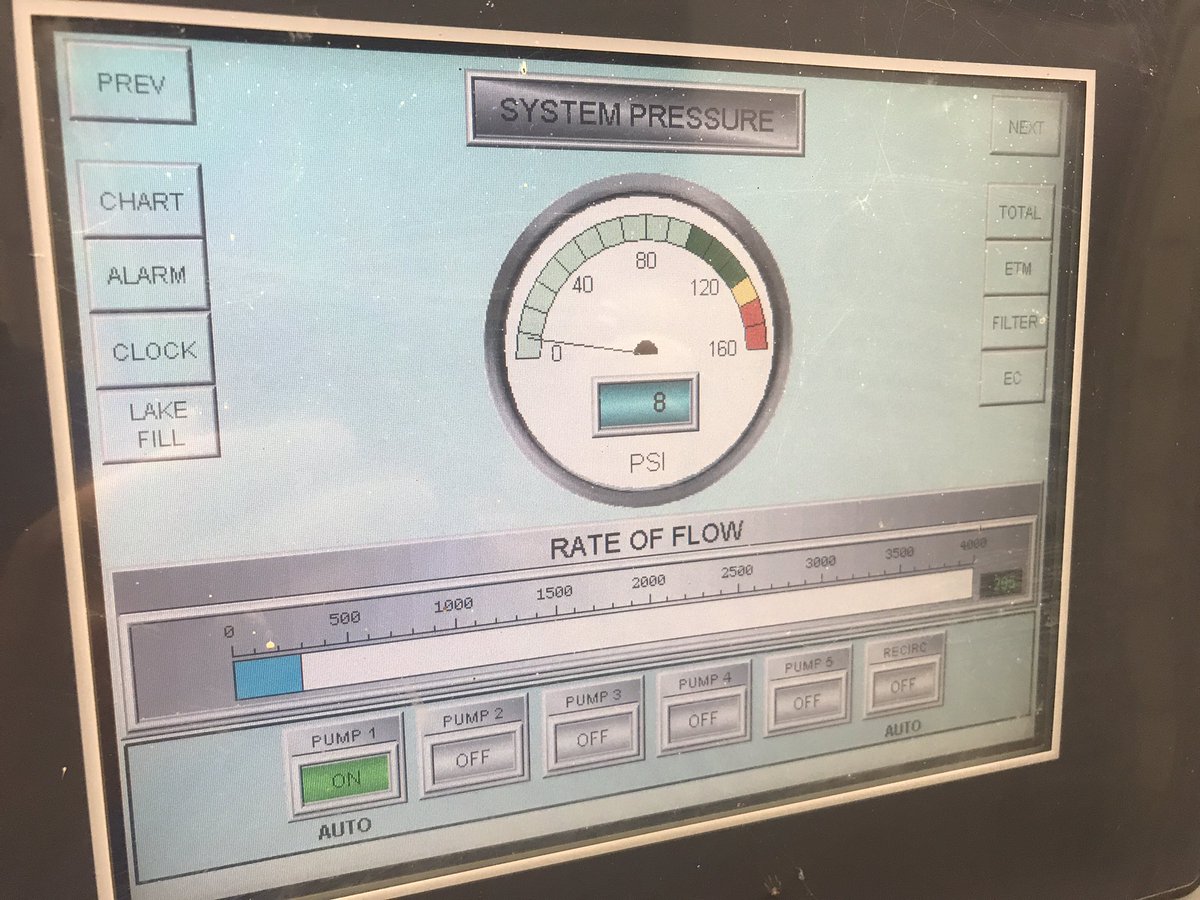 PREV
SYSTEM PRESSURE
NEXT
CHART
ALARM
CLOCK
LAKE
FILL
TOTAL
ETM
FILTER
EC
0
40
80
120
160
8
PSI
RATE OF FLOW
0 500 1000 1500 2000 2500 3000 3500 4000
295
PUMP 1
ON
AUTO
PUMP 2
OFF
PUMP 3
OFF
PUMP 4
OFF
PUMP 5
OFF
RECIRC
OFF
AUTO